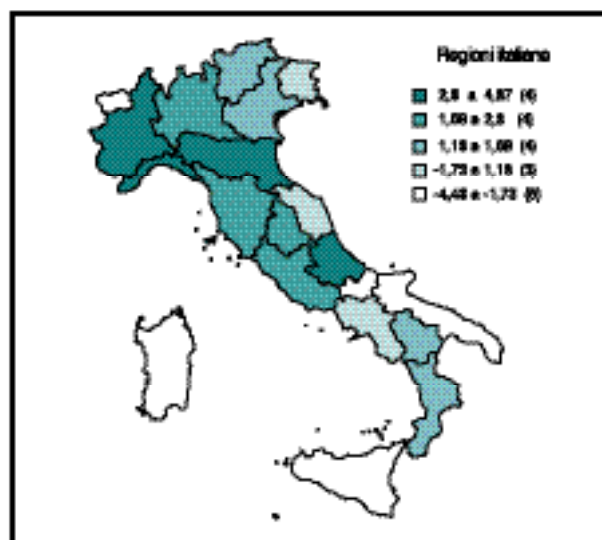 Regioni italiane
2,8 a 4,87 (4)
1,69 a 2,8 (4)
1,18 a 1,69 (4)
-1,73 a 1,18 (3)
-4,43 a -1,73 (5)